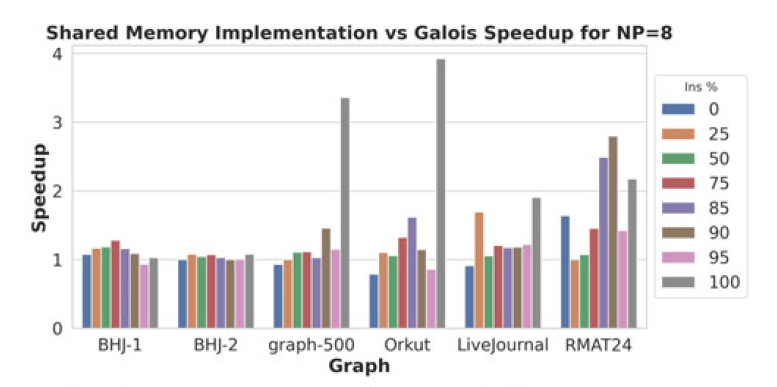 Shared Memory Implementation vs Galois Speedup for NP=8
4
3
2
1
0
Speedup
BHJ-1 BHJ-2 graph-500 Orkut LiveJournal RMAT24
Graph
Ins %
0
25
50
75
85
90
95
100